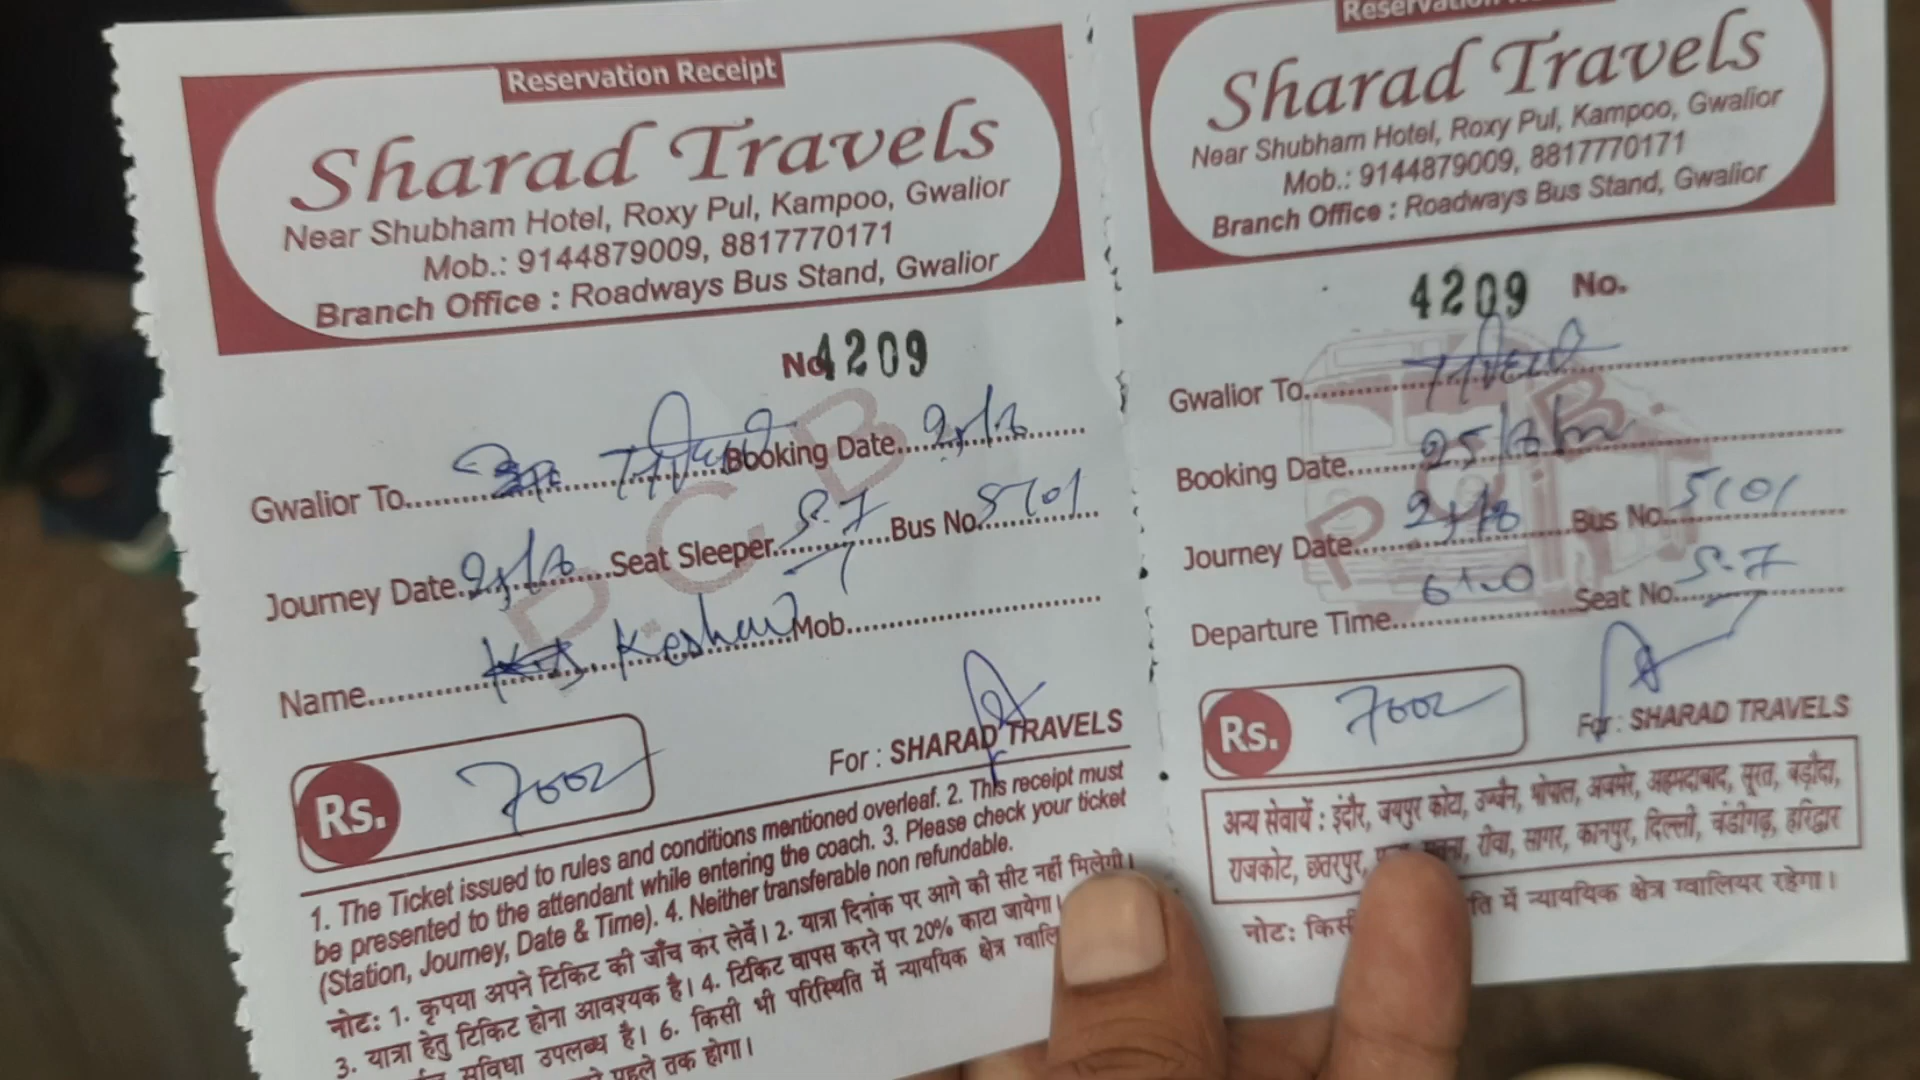 Reservation Receipt
Sharad Travels
Near Shubham Hotel, Roxy Pul, Kampoo, Gwalior
Mob.: 9144879009, 8817770171
Branch Office : Roadways Bus Stand, Gwalior
No. 4209
Gwalior To Booking Date
Journey Date Seat Sleeper S.7 Bus No. 5101
Name Keshav Mob.
Rs.
For : SHARAD TRAVELS
1. The Ticket issued to rules and conditions mentioned overleaf. 2. This receipt must
be presented to the attendant while entering the coach. 3. Please check your ticket
(Station, Journey, Date & Time). 4. Neither transferable non refundable.
नोट: 1. कृपया अपने टिकिट की जाँच कर लेवें। 2. यात्रा दिनांक पर आगे की सीट नहीं मिलेगी।
3. यात्रा हेतु टिकिट होना आवश्यक है। 4. टिकिट वापस करने पर 20% काटा जायेगा।
सुविधा उपलब्ध है। 6. किसी भी परिस्थिति में न्याययिक क्षेत्र
पहले तक होगा।
P.C.B.
Sharad Travels
Near Shubham Hotel, Roxy Pul, Kampoo, Gwalior
Mob.: 9144879009, 8817770171
Branch Office : Roadways Bus Stand, Gwalior
4209 No.
Gwalior To
Booking Date
Journey Date Bus No. 5101
Departure Time Seat No. S.7
Rs.
For : SHARAD TRAVELS
अन्य सेवायें : इंदौर, जयपुर कोटा, उज्जैन, भोपाल, अजमेर, अहमदाबाद, सूरत, बड़ौदा,
राजकोट, छतरपुर, रीवा, सागर, कानपुर, दिल्ली, चंडीगढ़, हरिद्वार
नोट: में न्याययिक क्षेत्र ग्वालियर रहेगा।
P.C.B.